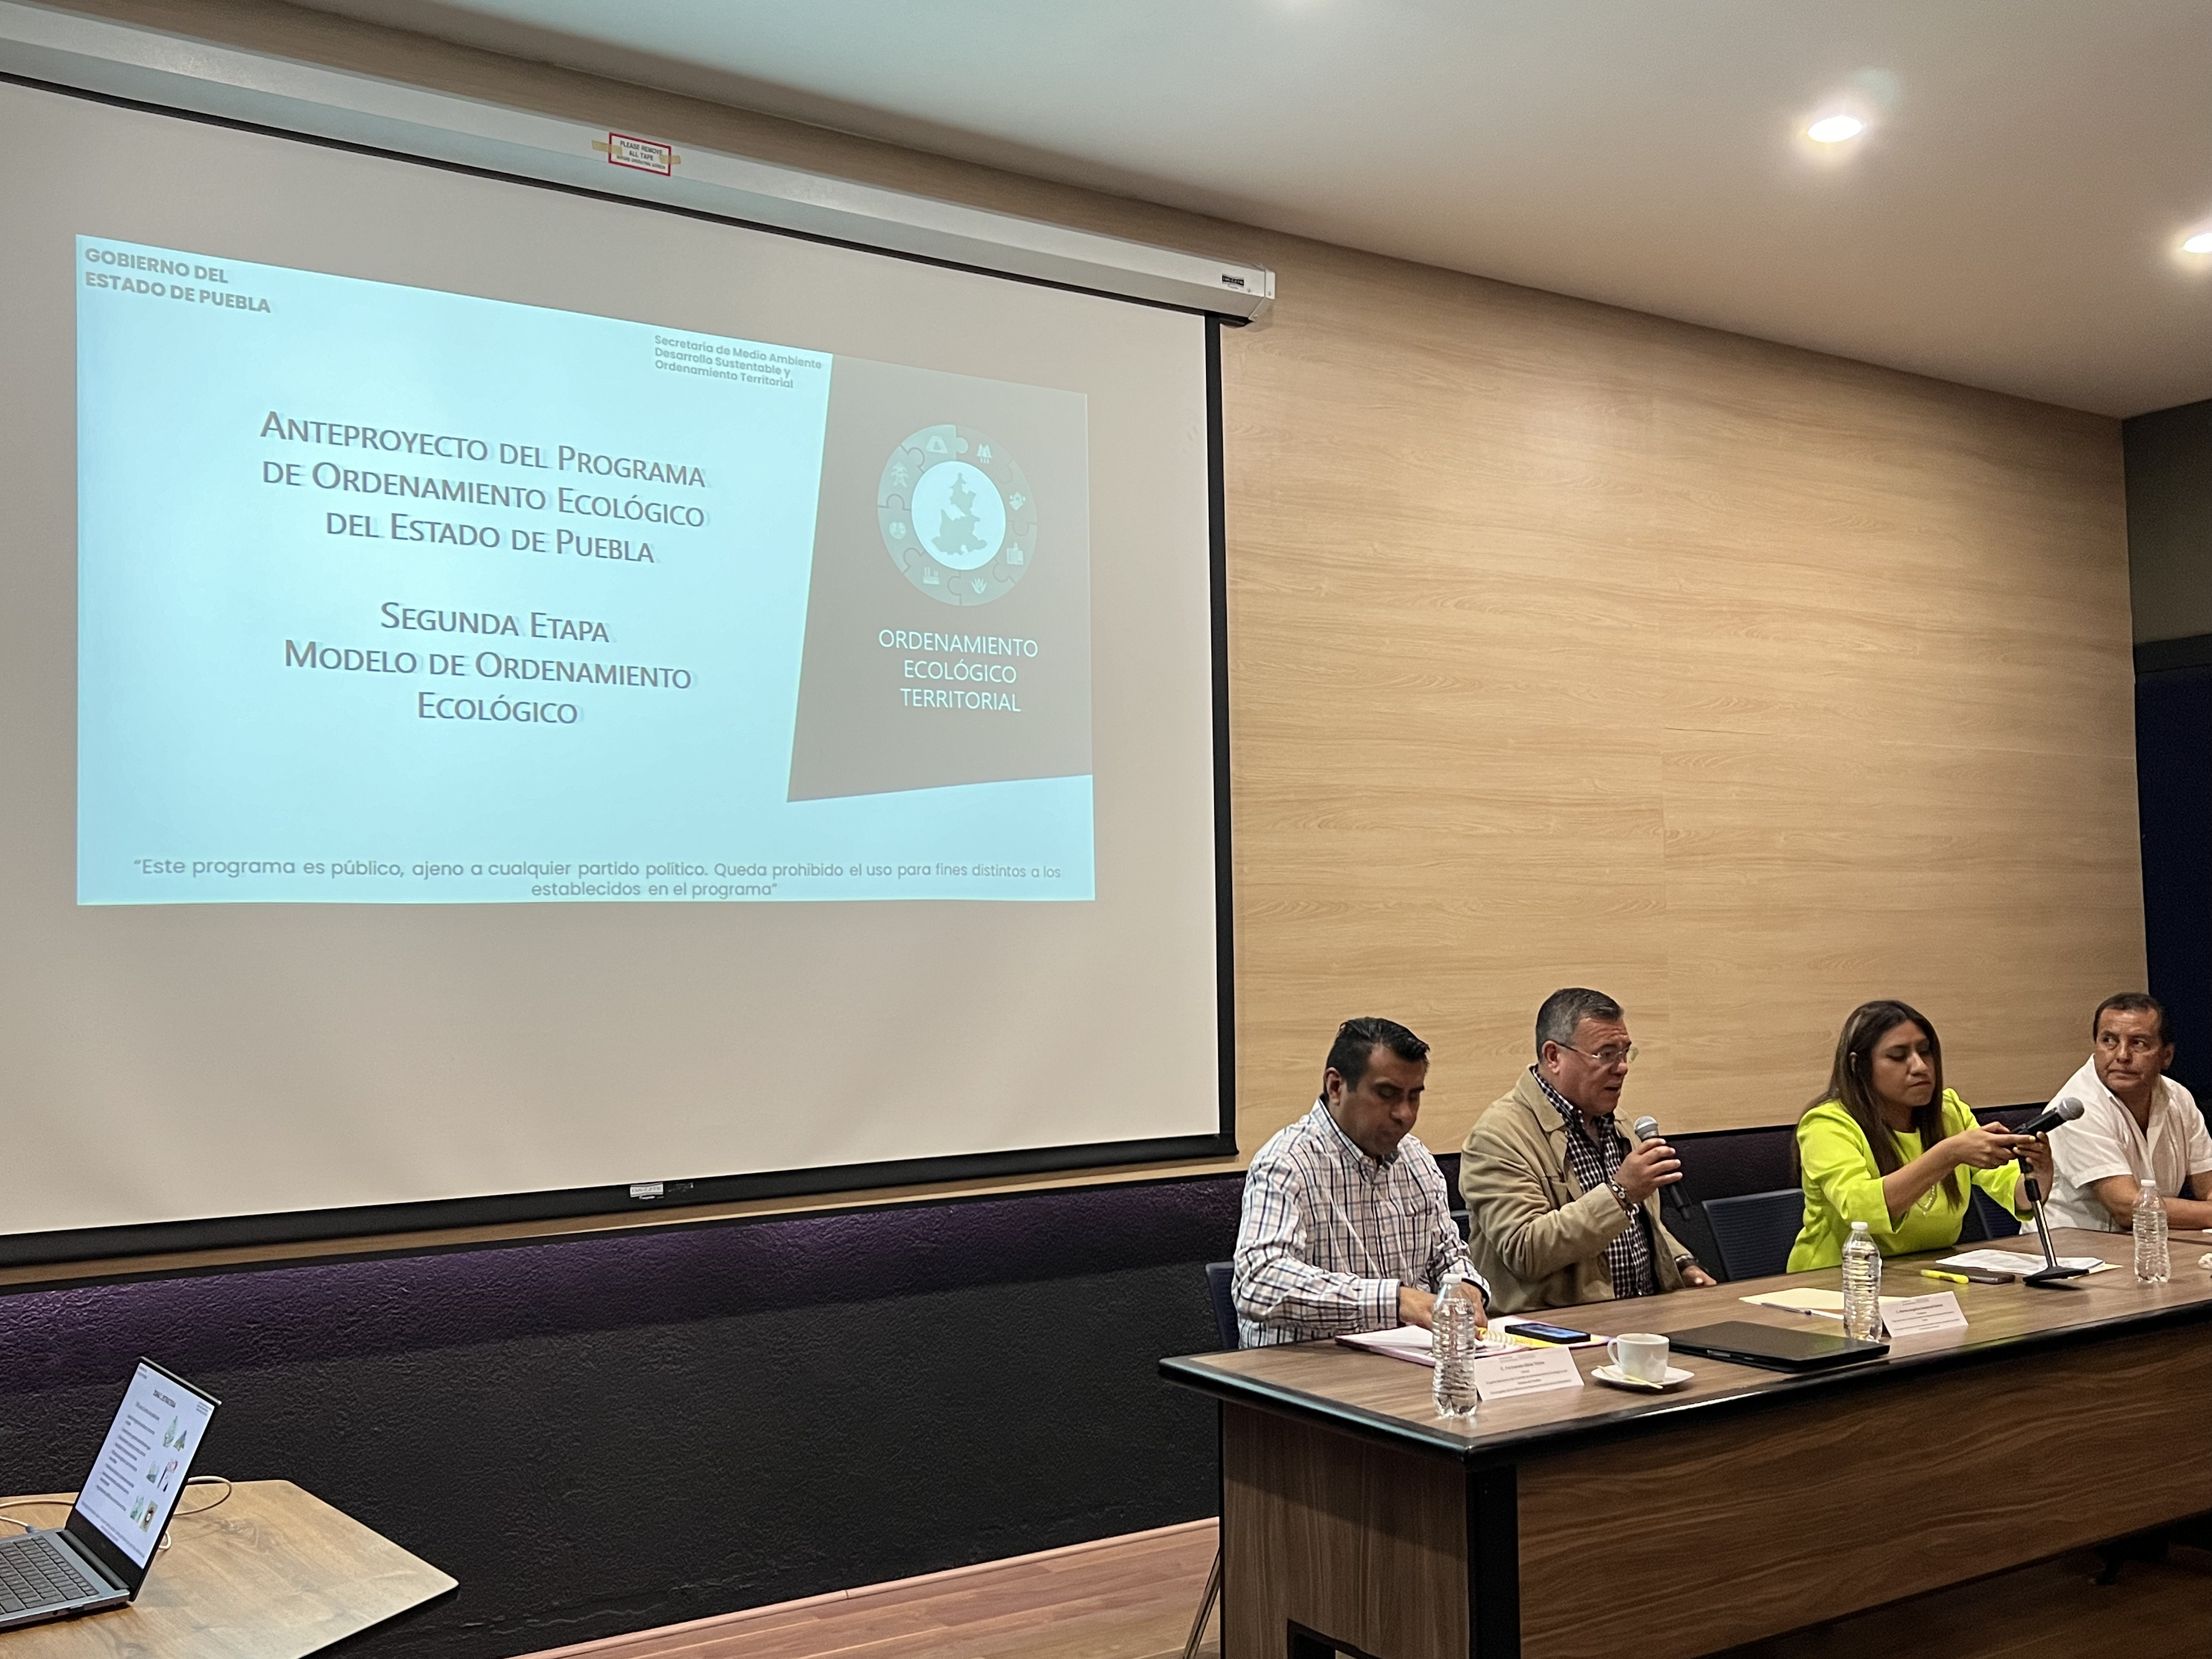 PLEASE REMOVE
ALL TAPE
GOBIERNO DEL
ESTADO DE PUEBLA
Secretaría de Medio Ambiente
Desarrollo Sustentable y
Ordenamiento Territorial
ANTEPROYECTO DEL PROGRAMA
DE ORDENAMIENTO ECOLÓGICO
DEL ESTADO DE PUEBLA
SEGUNDA ETAPA
MODELO DE ORDENAMIENTO
ECOLÓGICO
ORDENAMIENTO
ECOLÓGICO
TERRITORIAL
“Este programa es público, ajeno a cualquier partido político. Queda prohibido el uso para fines distintos a los
establecidos en el programa”